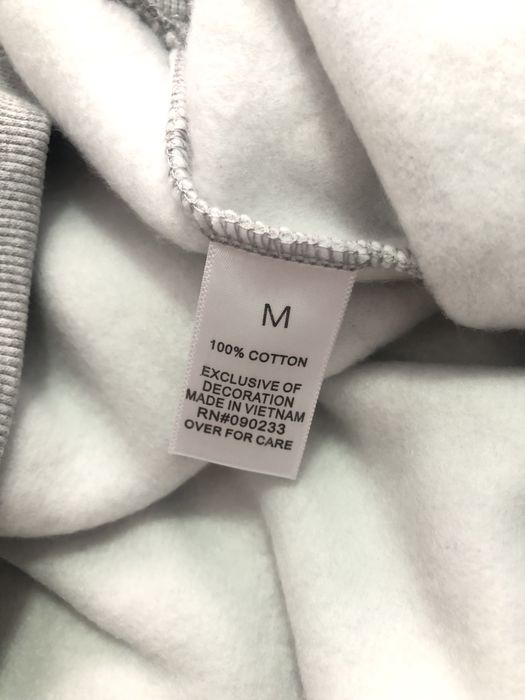 M
100% COTTON
EXCLUSIVE OF
DECORATION
MADE IN VIETNAM
RN#090233
OVER FOR CARE